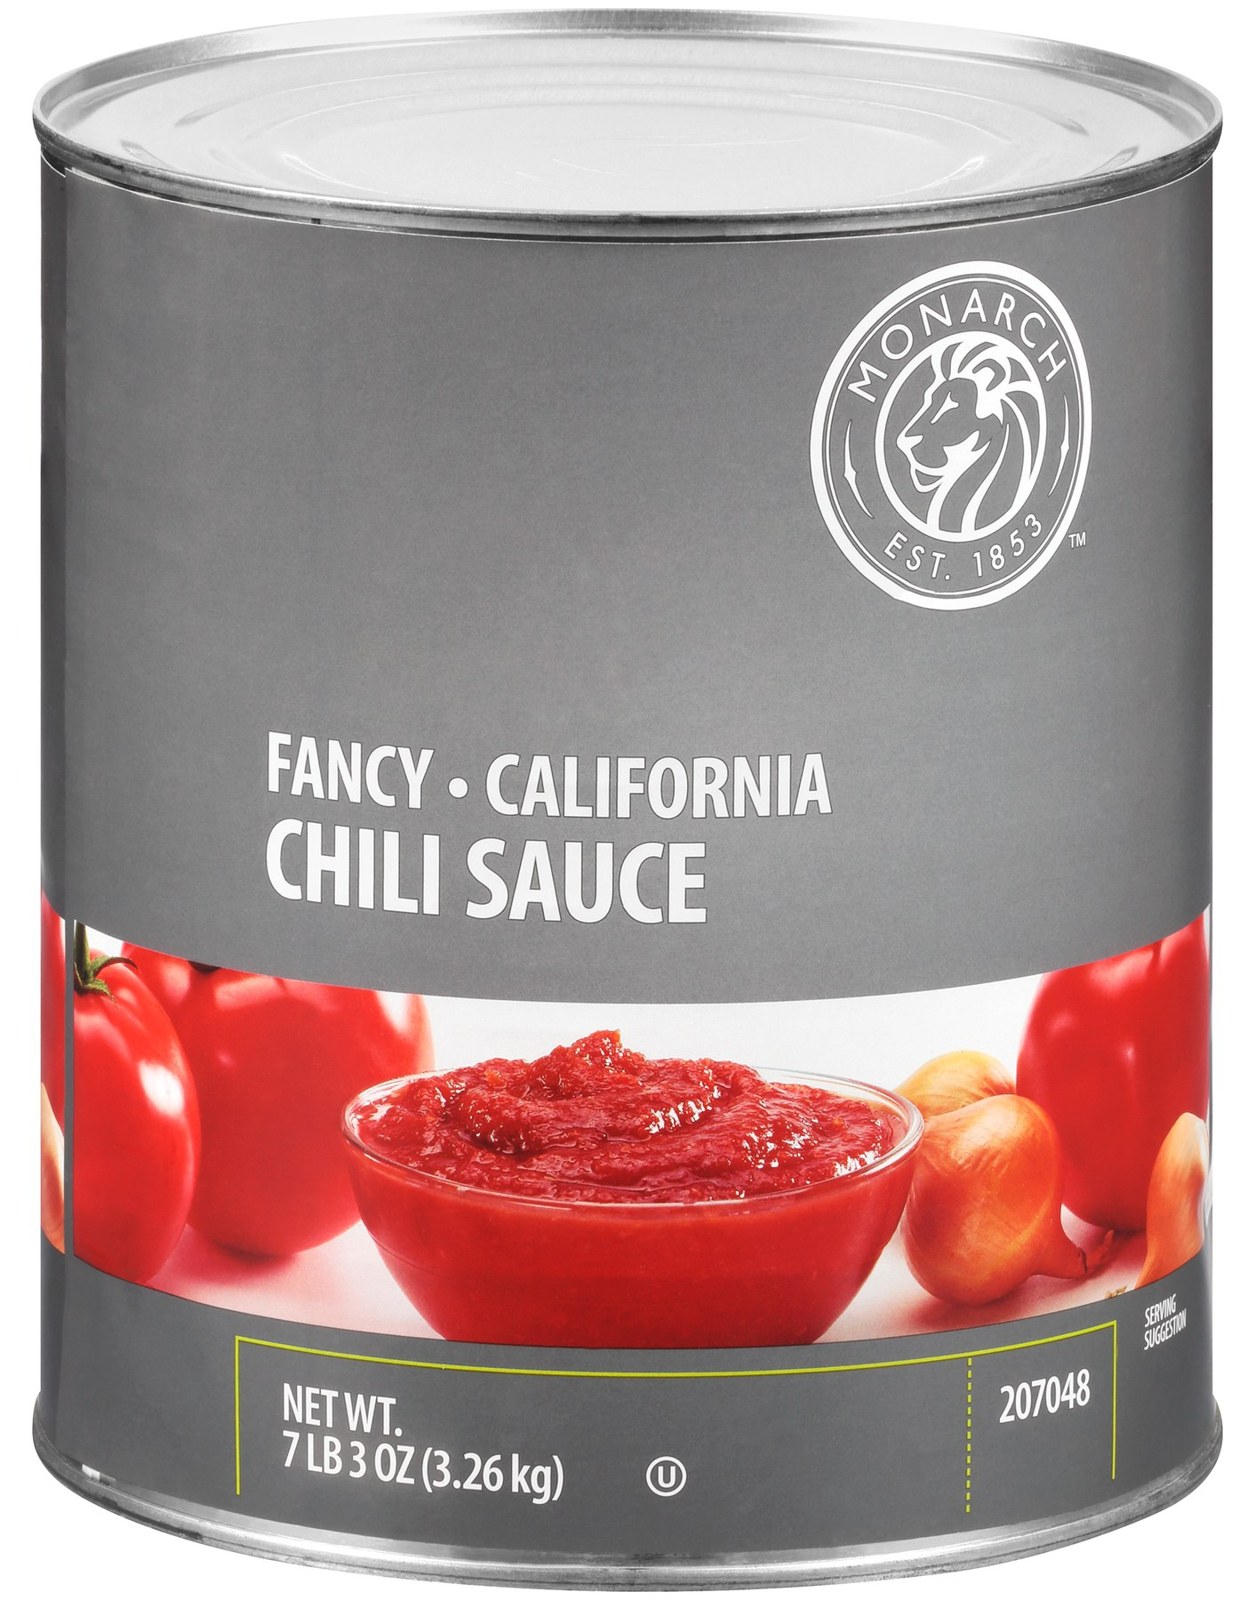 MONARCH
EST. 1853
TM
FANCY • CALIFORNIA
CHILI SAUCE
SERVING
SUGGESTION
NET WT.
7 LB 3 OZ (3.26 kg)
U
207048